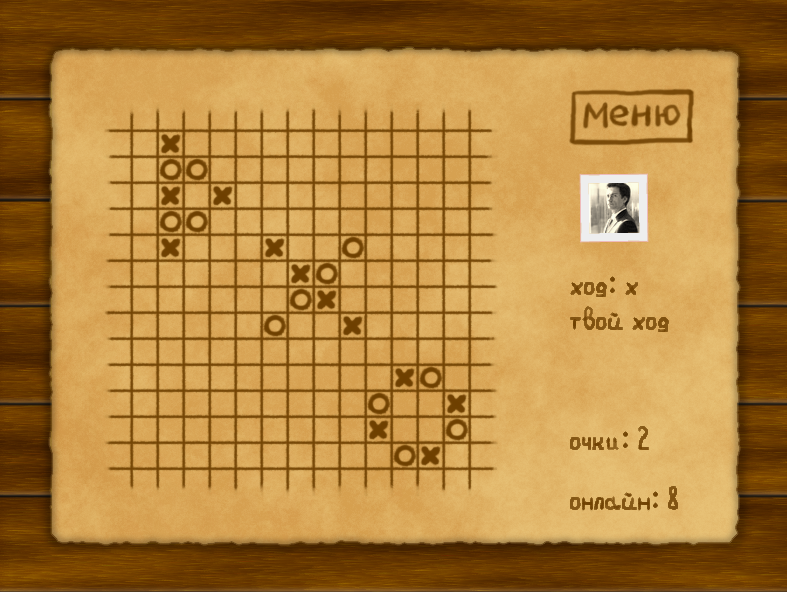 меню
ход: х
твой ход
очки: 2
онлайн: 8